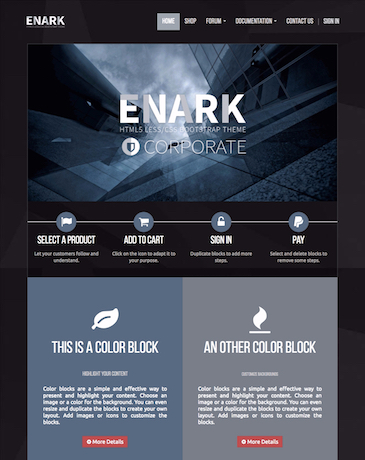 ENARK
HOME SHOP FORUM DOCUMENTATION CONTACT US SIGN IN
ENARK
HTML5 LESS/CSS BOOTSTRAP THEME
CORPORATE
SELECT A PRODUCT ADD TO CART SIGN IN PAY
Let your customers follow and understand.
Click on the icon to adapt it to your purpose.
Duplicate blocks to add more steps.
Select and delete blocks to remove some steps.
THIS IS A COLOR BLOCK
HIGHLIGHT YOUR CONTENT
Color blocks are a simple and effective way to
present and highlight your content. Choose an
image or a color for the background. You can even
resize and duplicate the blocks to create your own
layout. Add images or icons to customize the
blocks.
More Details
AN OTHER COLOR BLOCK
CUSTOMIZE BACKGROUND
Color blocks are a simple and effective way to
present and highlight your content. Choose an
image or a color for the background. You can even
resize and duplicate the blocks to create your own
layout. Add images or icons to customize the
blocks.
More Details